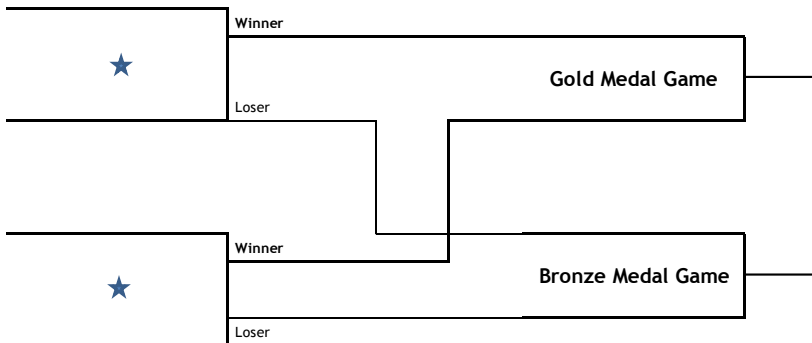 Winner
Gold Medal Game
Loser
Winner
Bronze Medal Game
Loser